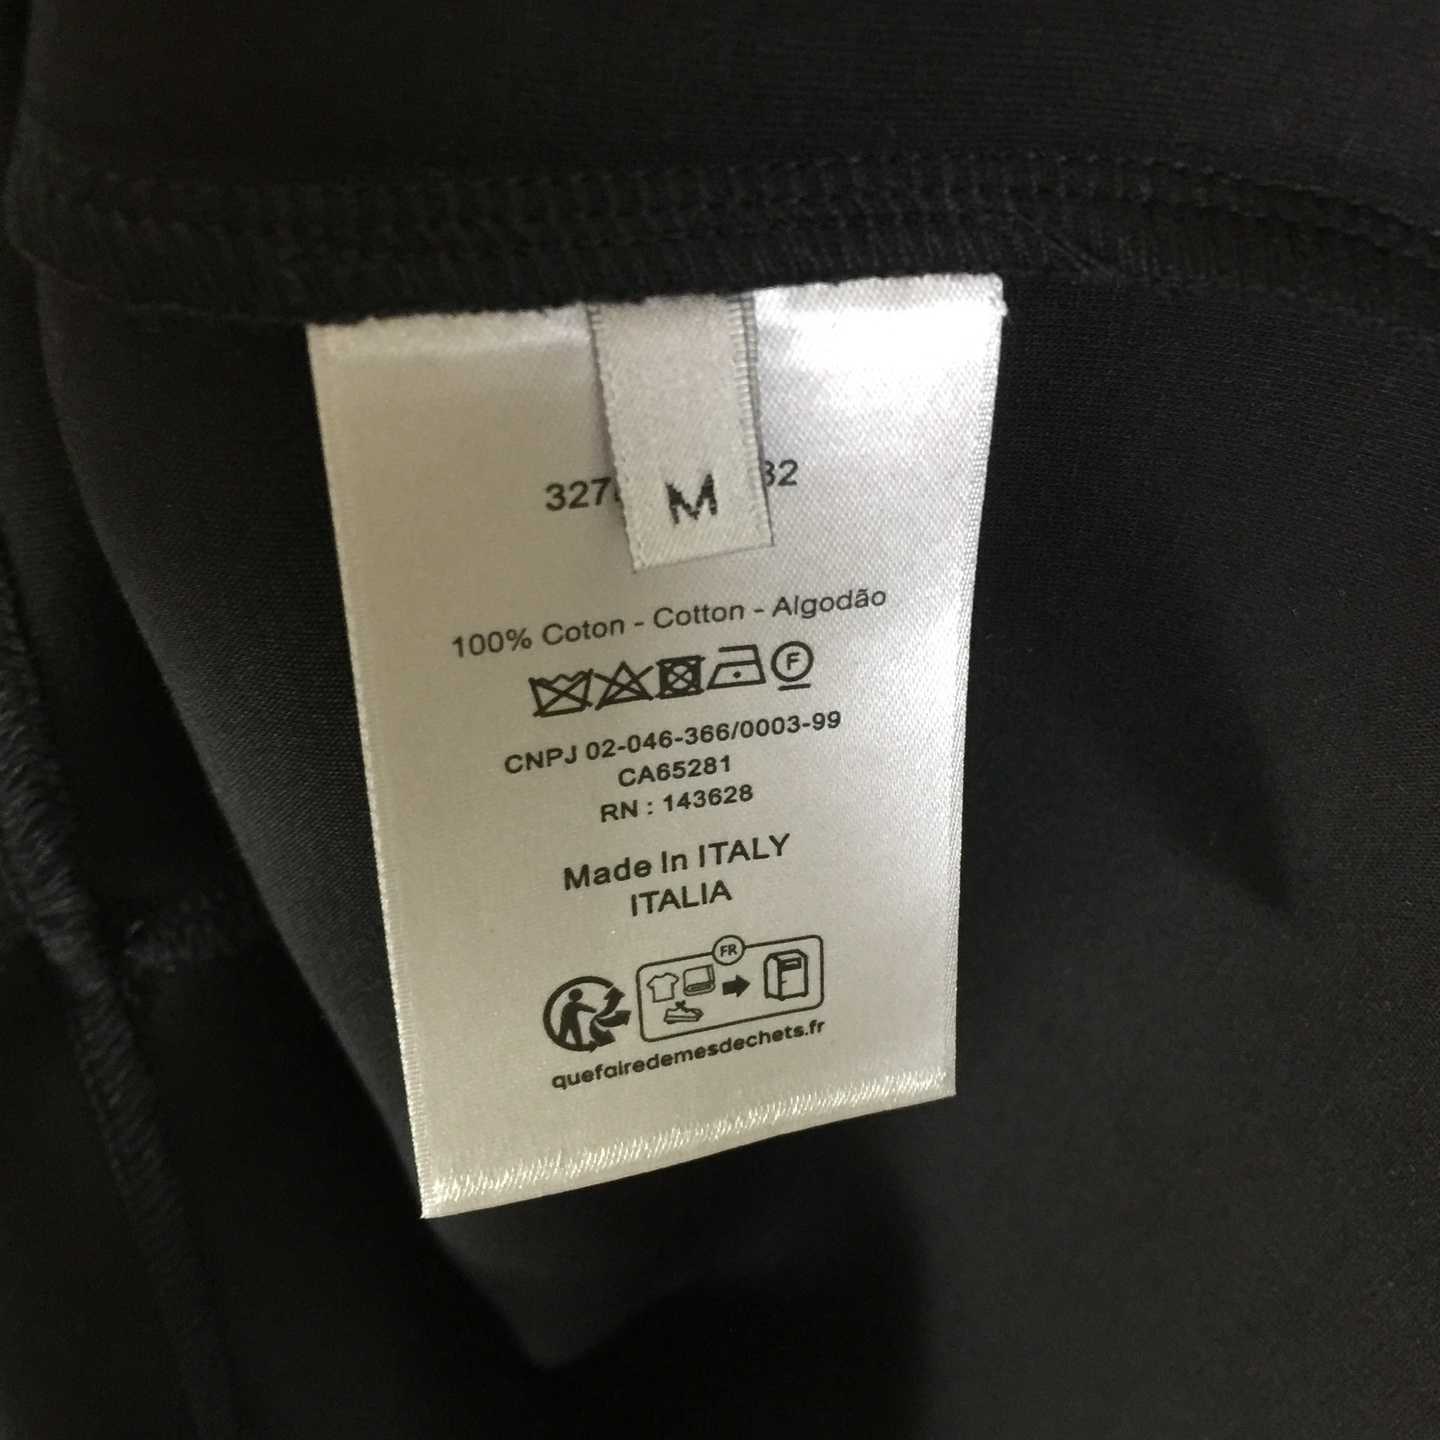 M
100% Coton - Cotton - Algodão
F
CNPJ 02-046-366/0003-99
CA65281
RN : 143628
Made In ITALY
ITALIA
FR
quefairedemesdechets.fr